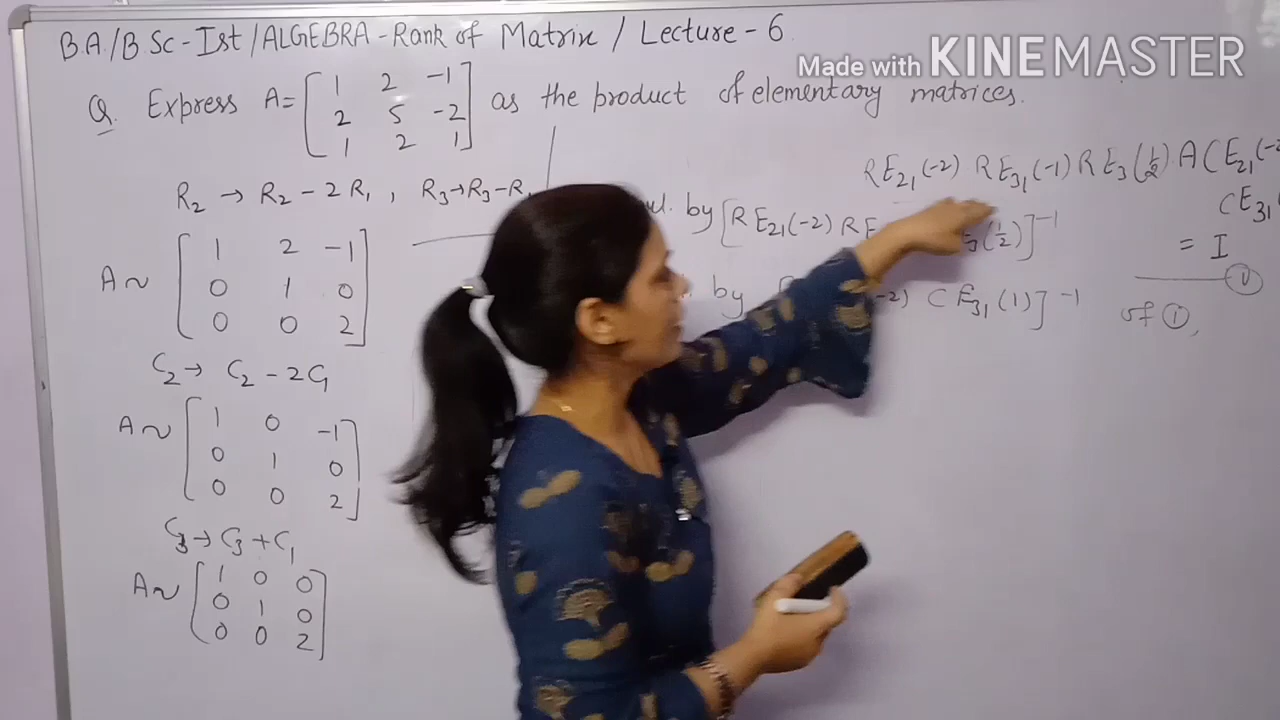 B.A./B Sc - Ist / ALGEBRA - Rank of Matrix / Lecture - 6
Made with KINEMASTER
Q. Express A = [ 1 2 -1
2 5 -2
1 2 1 ] as the product of elementary matrices.
R2 → R2 - 2R1 , R3 → R3 - R
A ~ [ 1 2 -1
0 1 0
0 0 2 ]
C2 → C2 - 2C1
A ~ [ 1 0 -1
0 1 0
0 0 2 ]
C3 → C3 + C1
A ~ [ 1 0 0
0 1 0
0 0 2 ]
RE21 (-2) RE31 (-1) RE3 (1/2) A CE21 (-2
CE31
= I
①
by [RE21 (-2) RE 3 (1/2)]^-1
by -2) CE31 (1)]^-1 of ①,